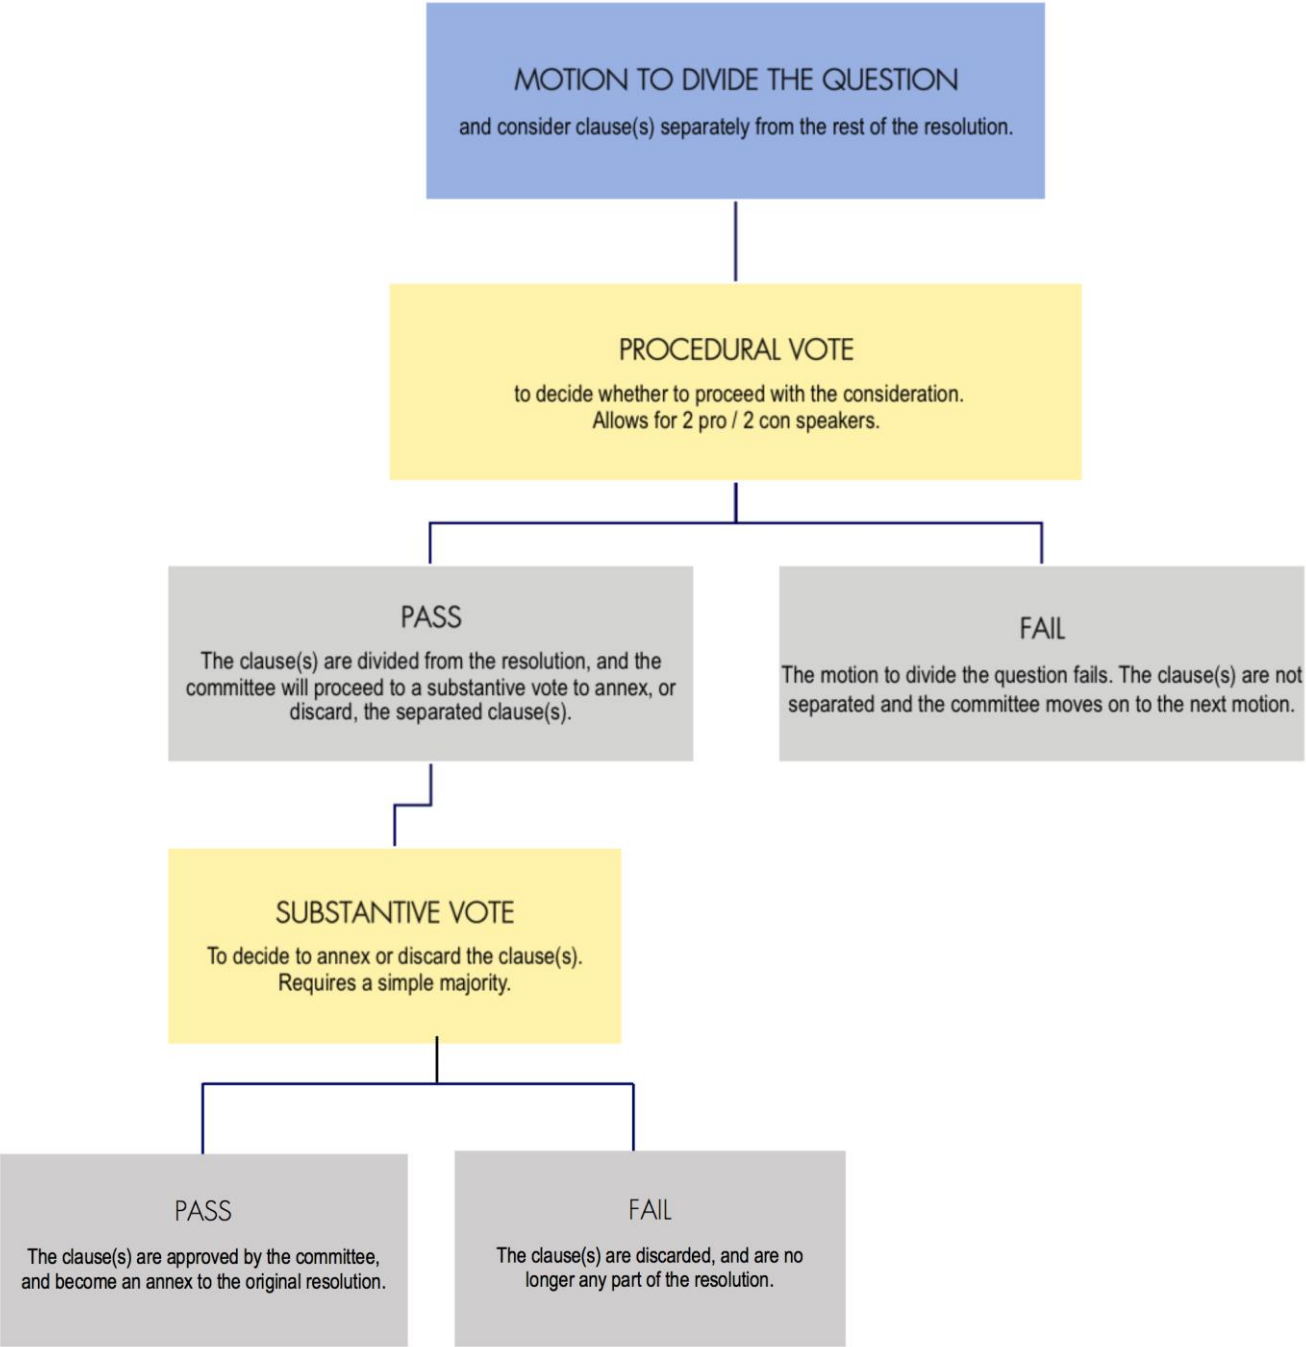 MOTION TO DIVIDE THE QUESTION
and consider clause(s) separately from the rest of the resolution.
PROCEDURAL VOTE
to decide whether to proceed with the consideration.
Allows for 2 pro / 2 con speakers.
PASS
The clause(s) are divided from the resolution, and the
committee will proceed to a substantive vote to annex, or
discard, the separated clause(s).
FAIL
The motion to divide the question fails. The clause(s) are not
separated and the committee moves on to the next motion.
SUBSTANTIVE VOTE
To decide to annex or discard the clause(s).
Requires a simple majority.
PASS
The clause(s) are approved by the committee,
and become an annex to the original resolution.
FAIL
The clause(s) are discarded, and are no
longer any part of the resolution.